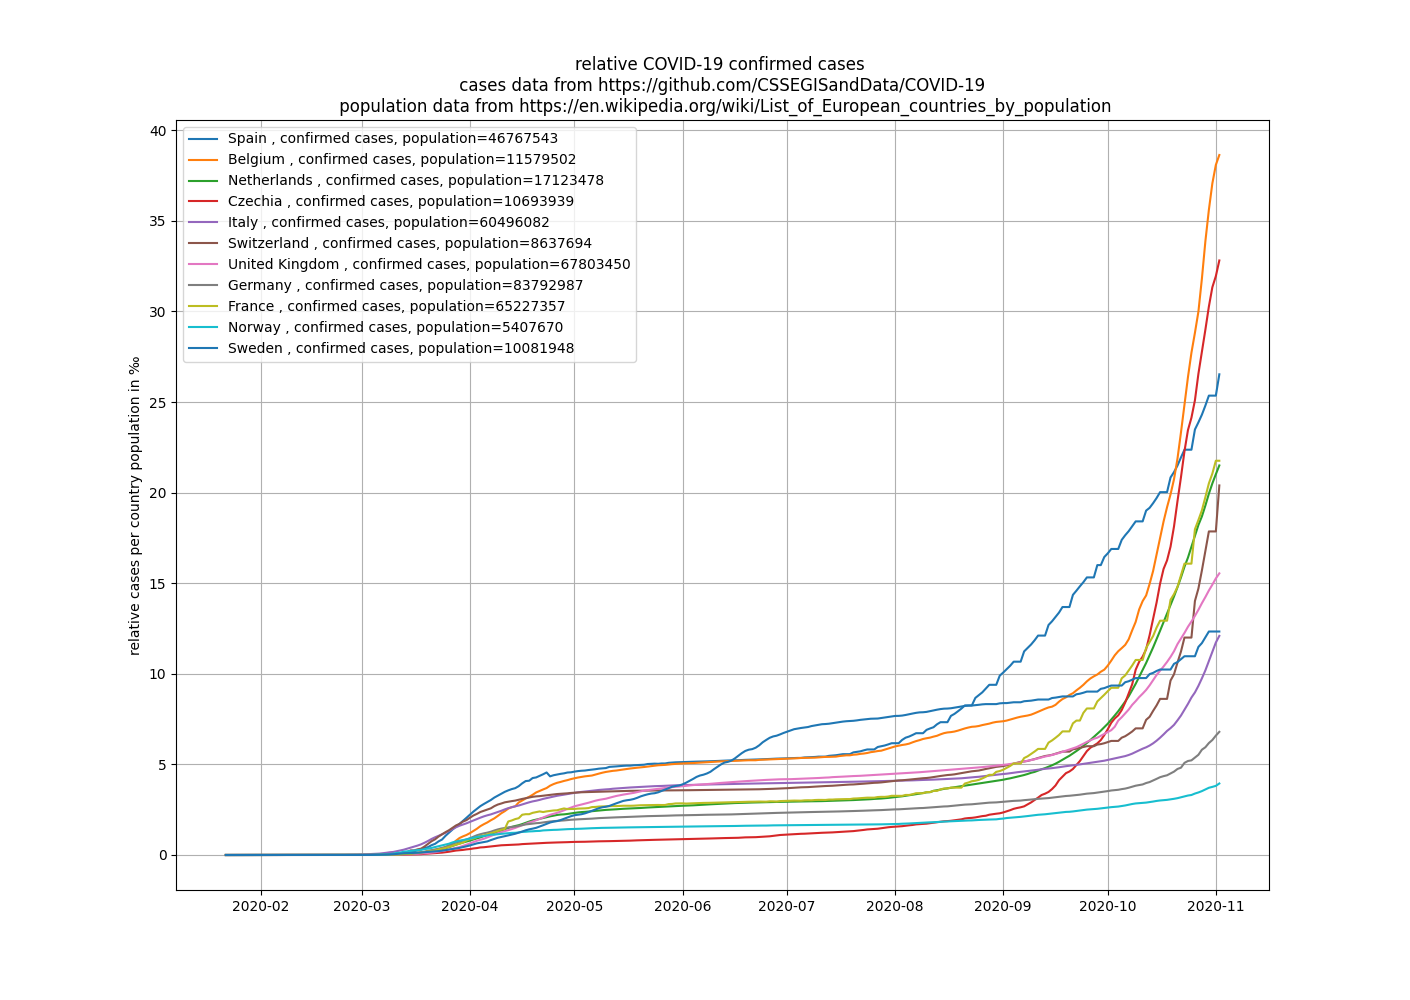 relative COVID-19 confirmed cases
cases data from https://github.com/CSSEGISandData/COVID-19
population data from https://en.wikipedia.org/wiki/List_of_European_countries_by_population
40
35
30
25
20
15
10
5
0
relative cases per country population in ‰
Spain , confirmed cases, population=46767543
Belgium , confirmed cases, population=11579502
Netherlands , confirmed cases, population=17123478
Czechia , confirmed cases, population=10693939
Italy , confirmed cases, population=60496082
Switzerland , confirmed cases, population=8637694
United Kingdom , confirmed cases, population=67803450
Germany , confirmed cases, population=83792987
France , confirmed cases, population=65227357
Norway , confirmed cases, population=5407670
Sweden , confirmed cases, population=10081948
2020-02 2020-03 2020-04 2020-05 2020-06 2020-07 2020-08 2020-09 2020-10 2020-11